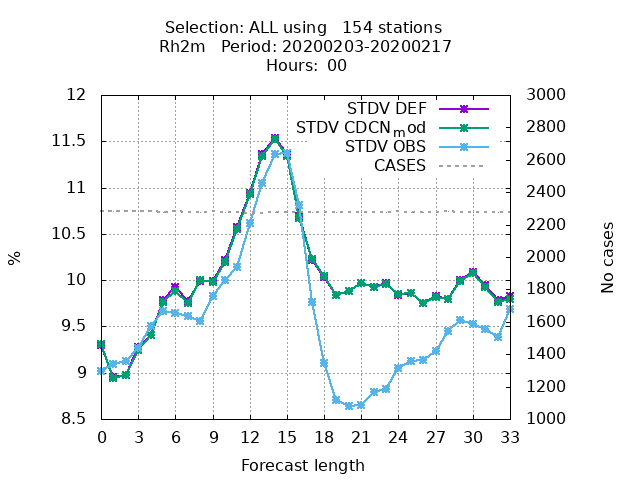 Selection: ALL using   154 stations
Rh2m   Period: 20200203-20200217
Hours: 00
STDV DEF
STDV CDCNmod
STDV OBS
CASES
12
11.5
11
10.5
10
9.5
9
8.5
%
3000
2800
2600
2400
2200
2000
1800
1600
1400
1200
1000
No cases
0 3 6 9 12 15 18 21 24 27 30 33
Forecast length